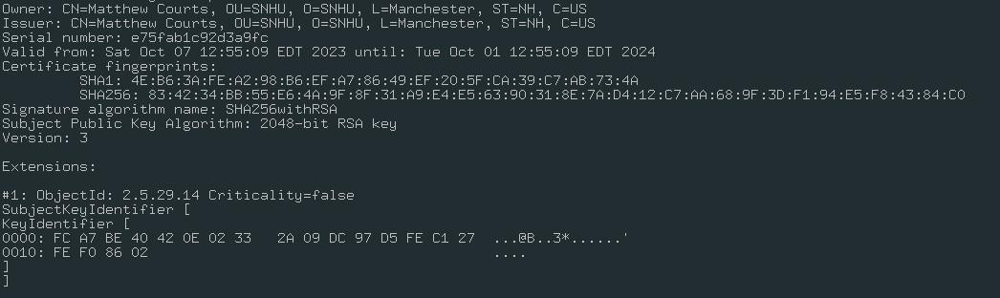 Owner: CN=Matthew Courts, OU=SNHU, O=SNHU, L=Manchester, ST=NH, C=US
Issuer: CN=Matthew Courts, OU=SNHU, O=SNHU, L=Manchester, ST=NH, C=US
Serial number: e75fab1c92d3a9fc
Valid from: Sat Oct 07 12:55:09 EDT 2023 until: Tue Oct 01 12:55:09 EDT 2024
Certificate fingerprints:
SHA1: 4E:B6:3A:FE:A2:98:B6:EF:A7:86:49:EF:20:5F:CA:39:C7:AB:73:4A
SHA256: 83:42:34:BB:55:E6:4A:9F:8F:31:A9:E4:E5:63:90:31:8E:7A:D4:12:C7:AA:68:9F:3D:F1:94:E5:F8:43:84:C0
Signature algorithm name: SHA256withRSA
Subject Public Key Algorithm: 2048-bit RSA key
Version: 3
Extensions:
#1: ObjectId: 2.5.29.14 Criticality=false
SubjectKeyIdentifier [
KeyIdentifier [
0000: FC A7 BE 40 42 0E 02 33   2A 09 DC 97 D5 FE C1 27  ...@B..3*......'
0010: FE F0 86 02                                        ....
]
]